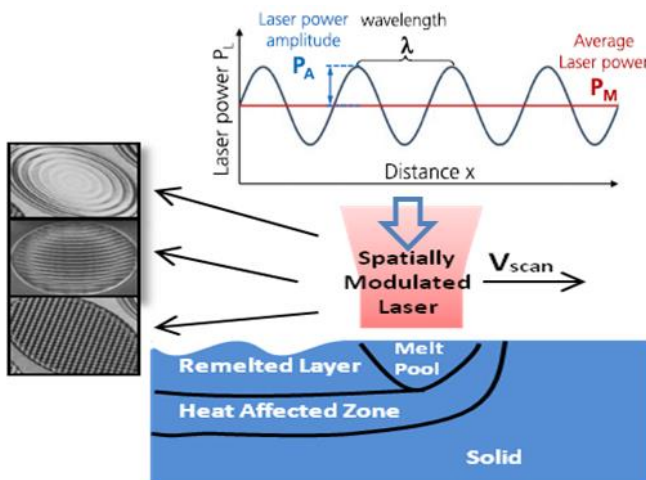 Laser power
amplitude
P_A
wavelength
λ
Average
Laser power
P_M
Laser power P_L
Distance x
Spatially
Modulated
Laser
V_scan
Melt
Pool
Remelted Layer
Heat Affected Zone
Solid